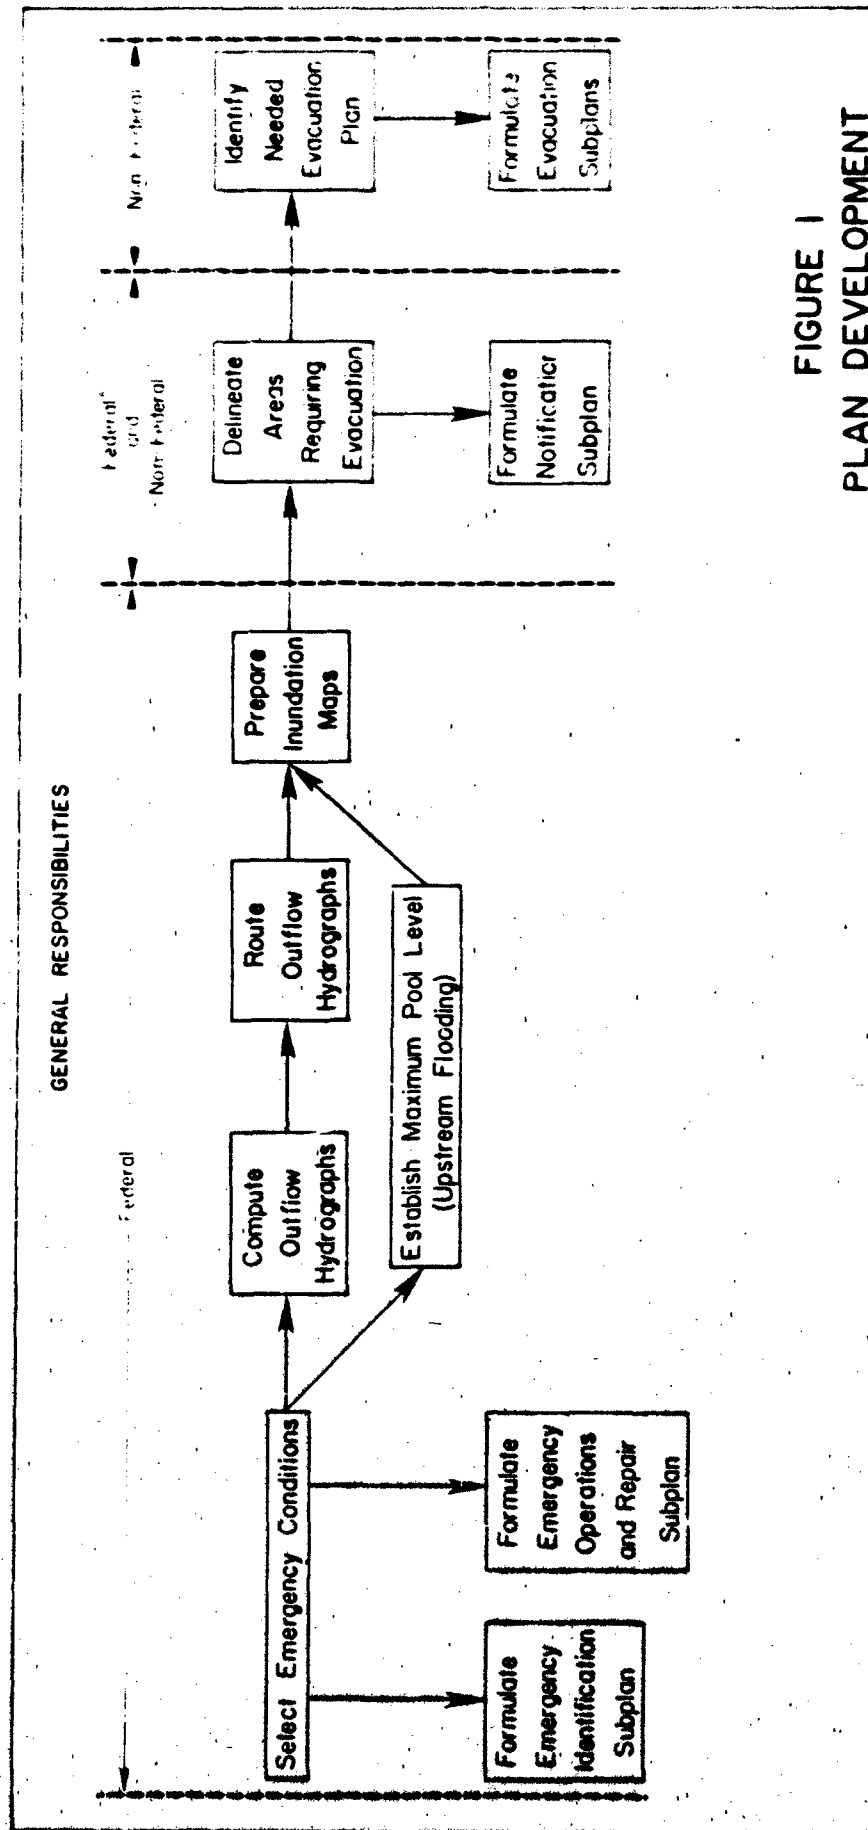 GENERAL RESPONSIBILITIES
Federal
Federal
and
Non-Federal
Non Federal
Select Emergency Conditions
Compute
Outflow
Hydrographs
Route
Outflow
Hydrographs
Prepare
Inundation
Maps
Delineate
Areas
Requiring
Evacuation
Identify
Needed
Evacuation
Plan
Establish Maximum Pool Level
(Upstream Flooding)
Formulate
Emergency
Identification
Subplan
Formulate
Emergency
Operations
and Repair
Subplan
Formulate
Notification
Subplan
Formulate
Evacuation
Subplans
FIGURE I
PLAN DEVELOPMENT